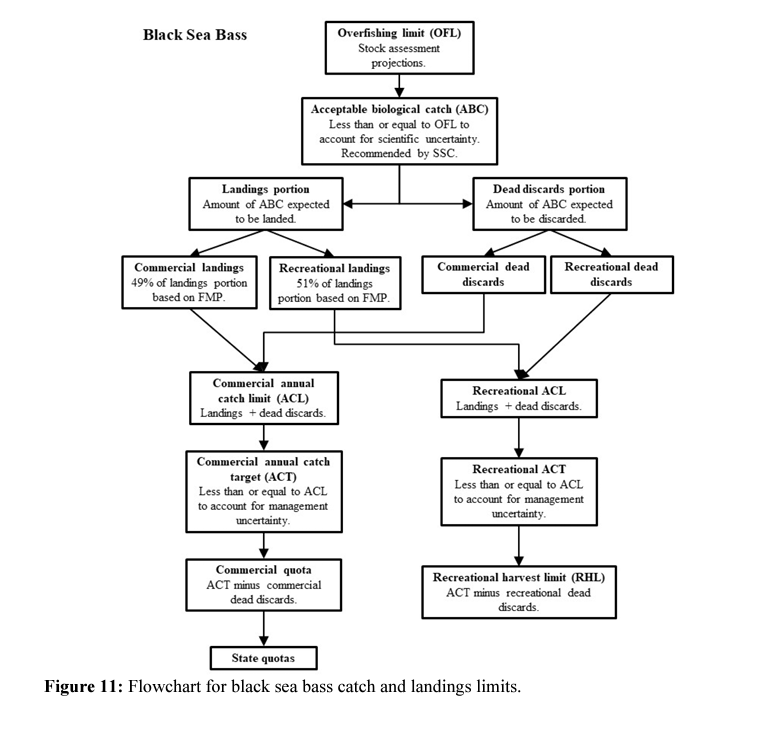 Black Sea Bass
Overfishing limit (OFL)
Stock assessment
projections.
Acceptable biological catch (ABC)
Less than or equal to OFL to
account for scientific uncertainty.
Recommended by SSC.
Landings portion
Amount of ABC expected
to be landed.
Dead discards portion
Amount of ABC expected
to be discarded.
Commercial landings
49% of landings portion
based on FMP.
Recreational landings
51% of landings
portion based on FMP.
Commercial dead
discards
Recreational dead
discards
Commercial annual
catch limit (ACL)
Landings + dead discards.
Recreational ACL
Landings + dead discards.
Commercial annual catch
target (ACT)
Less than or equal to ACL
to account for management
uncertainty.
Recreational ACT
Less than or equal to ACL
to account for management
uncertainty.
Commercial quota
ACT minus commercial
dead discards.
Recreational harvest limit (RHL)
ACT minus recreational dead
discards.
State quotas
Figure 11: Flowchart for black sea bass catch and landings limits.